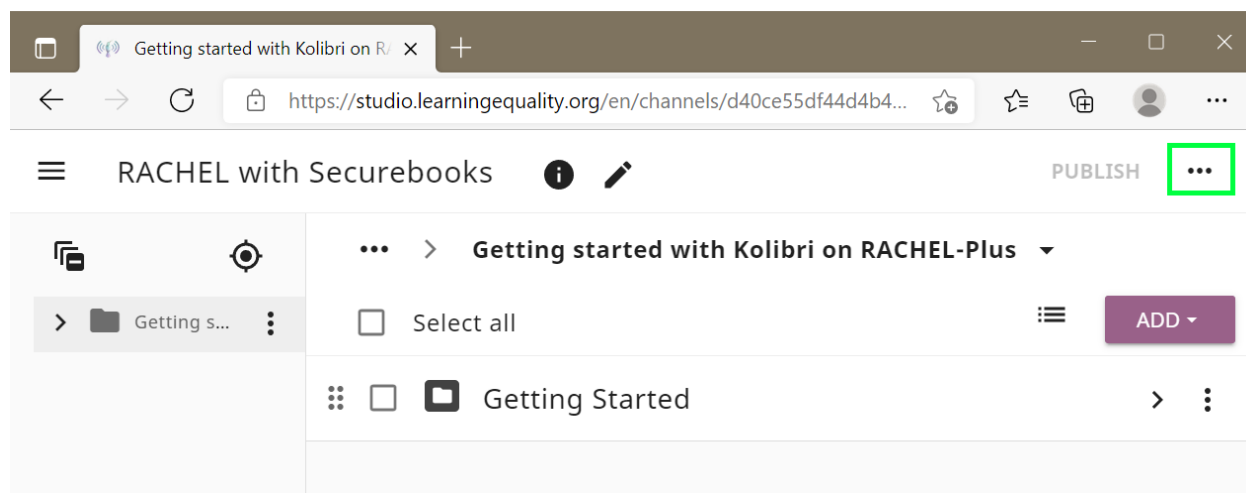 Getting started with Kolibri on R
https://studio.learningequality.org/en/channels/d40ce55df44d4b4...
RACHEL with Securebooks
PUBLISH
Getting started with Kolibri on RACHEL-Plus
Getting s...
Select all
ADD
Getting Started